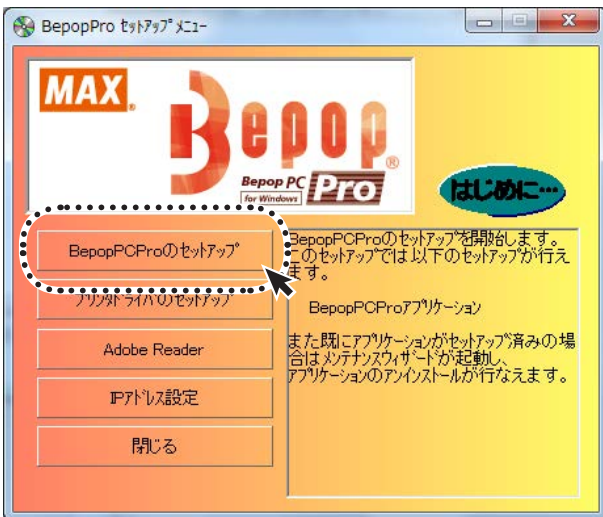 BepopPro ｾｯﾄｱｯﾌﾟﾒﾆｭｰ
MAX®
Bepop®
Bepop PC Pro
for Windows
はじめに…
BepopPCProのｾｯﾄｱｯﾌﾟ
ﾌﾟﾘﾝﾀﾄﾞﾗｲﾊﾞのｾｯﾄｱｯﾌﾟ
Adobe Reader
IPｱﾄﾞﾚｽ設定
閉じる
BepopPCProのｾｯﾄｱｯﾌﾟを開始します。
このｾｯﾄｱｯﾌﾟでは以下のｾｯﾄｱｯﾌﾟが行え
ます。
BepopPCProｱﾌﾟﾘｹｰｼｮﾝ
また既にｱﾌﾟﾘｹｰｼｮﾝがｾｯﾄｱｯﾌﾟ済みの場
合はﾒﾝﾃﾅﾝｽｳｨｻﾞｰﾄﾞが起動し、
ｱﾌﾟﾘｹｰｼｮﾝのｱﾝｲﾝｽﾄｰﾙが行なえます。